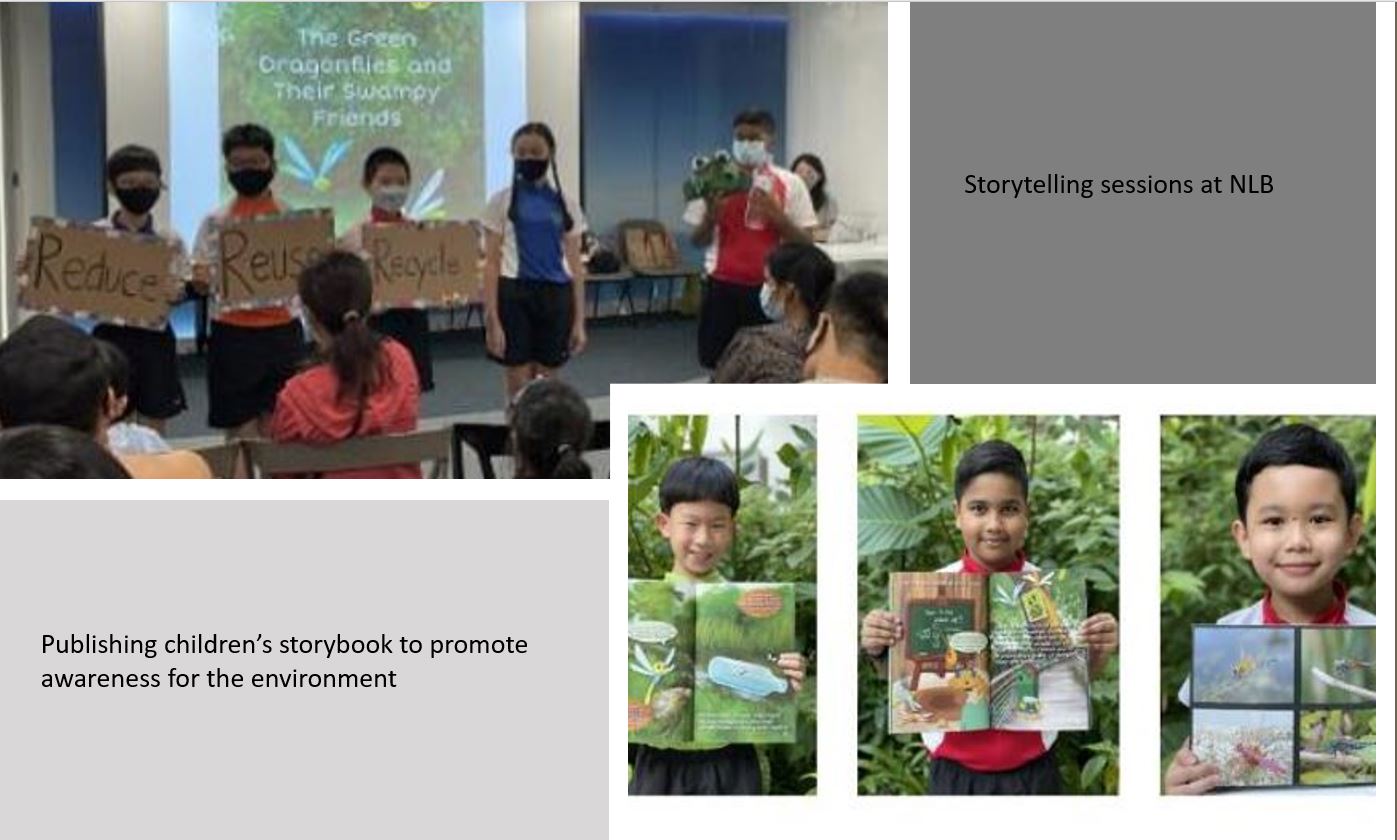 The Green
Dragonflies and
Their Swampy
Friends
Reduce
Reuse
Recycle
Storytelling sessions at NLB
Publishing children’s storybook to promote
awareness for the environment